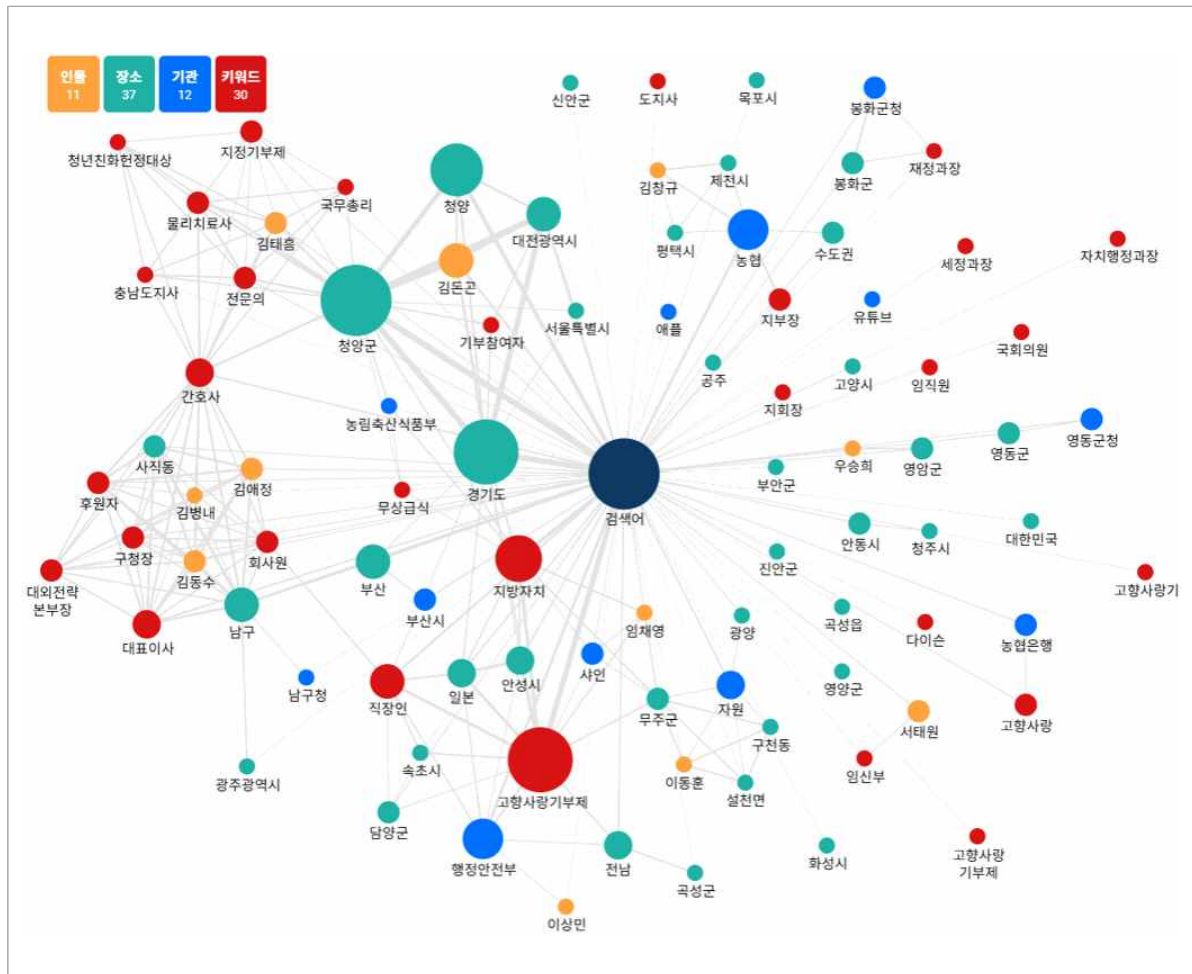 인물
11
장소
37
기관
12
키워드
30
신안군
도지사
목포시
봉화군청
청년친화헌정대상
지정기부제
국무총리
청양
김창규
제천시
봉화군
재정과장
물리치료사
김태흠
대전광역시
평택시
농협
수도권
세정과장
자치행정과장
충남도지사
전문의
김돈곤
청양군
기부참여자
서울특별시
애플
지부장
유튜브
국회의원
간호사
공주
고양시
임직원
지회장
농림축산식품부
사직동
후원자
김병내
김애정
무상급식
경기도
검색어
우승희
영암군
영동군
영동군청
부안군
구청장
김동수
회사원
안동시
청주시
대한민국
대외전략
본부장
부산
지방자치
진안군
고향사랑기
대표이사
남구
부산시
임채영
광양
곡성읍
다이슨
농협은행
남구청
직장인
일본
안성시
샤인
무주군
자원
영양군
구천동
서태원
고향사랑
광주광역시
속초시
고향사랑기부제
이동훈
설천면
임신부
담양군
행정안전부
전남
곡성군
화성시
고향사랑
기부제
이상민